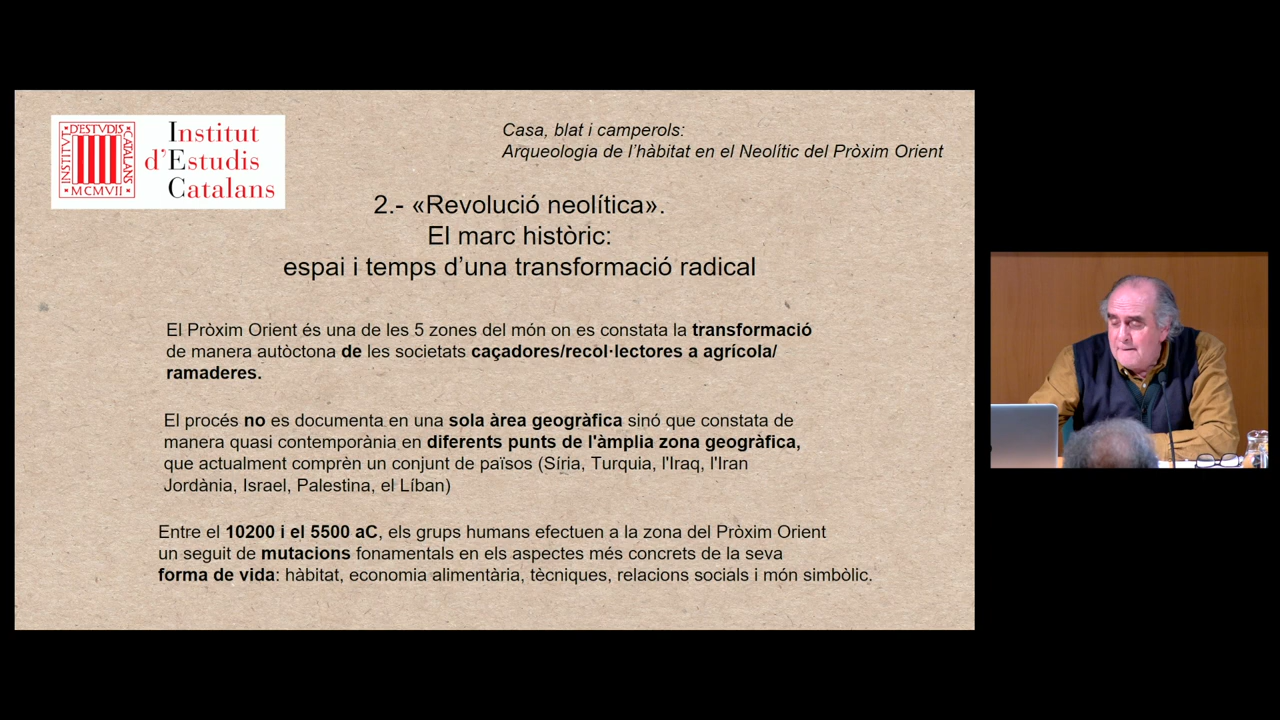 INSTITVT
D'ESTVDIS
CATALANS
MCMVII
Institut
d'Estudis
Catalans
Casa, blat i camperols:
Arqueologia de l'hàbitat en el Neolític del Pròxim Orient
2.- «Revolució neolítica».
El marc històric:
espai i temps d'una transformació radical
El Pròxim Orient és una de les 5 zones del món on es constata la transformació
de manera autòctona de les societats caçadores/recol·lectores a agrícola/
ramaderes.
El procés no es documenta en una sola àrea geogràfica sinó que constata de
manera quasi contemporània en diferents punts de l'àmplia zona geogràfica,
que actualment comprèn un conjunt de països (Síria, Turquia, l'Iraq, l'Iran
Jordània, Israel, Palestina, el Líban)
Entre el 10200 i el 5500 aC, els grups humans efectuen a la zona del Pròxim Orient
un seguit de mutacions fonamentals en els aspectes més concrets de la seva
forma de vida: hàbitat, economia alimentària, tècniques, relacions socials i món simbòlic.